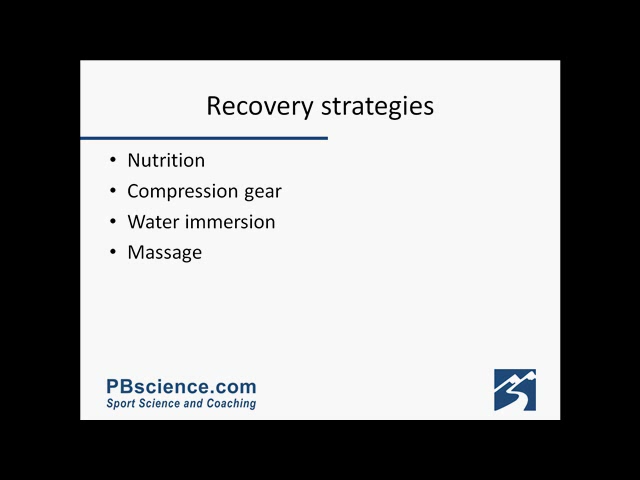 Recovery strategies
• Nutrition
• Compression gear
• Water immersion
• Massage
PBscience.com
Sport Science and Coaching